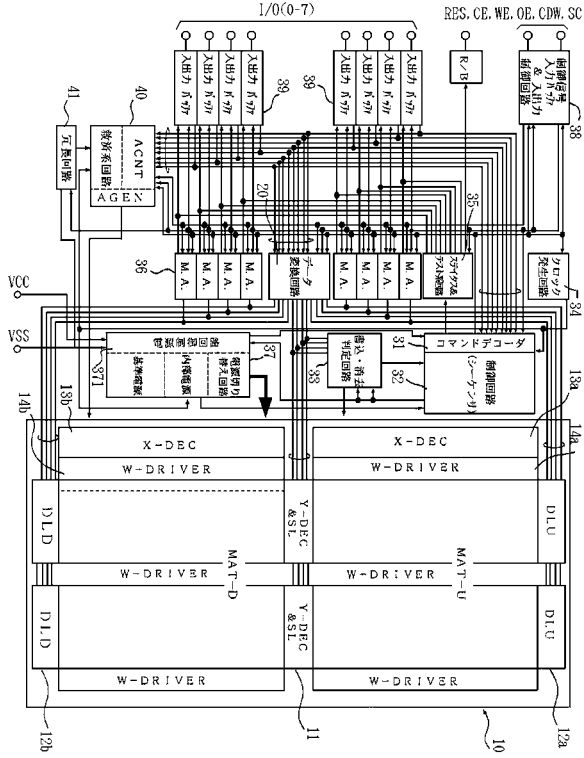 I/O(0-7)
RES, CE, WE, OE, CDW, SC
入出力バッファ
入出力バッファ
入出力バッファ
入出力バッファ
39
入出力バッファ
入出力バッファ
入出力バッファ
入出力バッファ
39
R/B
制御信号
入力バッファ
& 入出力
制御回路
38
41
冗長回路
40
救済系回路
ACNT
AGEN
20
35
36
M.A.
M.A.
M.A.
M.A.
データ
変換回路
M.A.
M.A.
M.A.
M.A.
ステイタス&
テスト系回路
クロック
発生回路
34
VCC
VSS
371
基準電源
内部電源
電源切り
替え回路
37
書込・消去
判定回路
33
31
コマンドデコーダ
32
制御回路
(シーケンサ)
13b
14b
13a
14a
X-DEC
W-DRIVER
X-DEC
W-DRIVER
DLD
Y-DEC
&SL
DLU
MAT-D
MAT-U
W-DRIVER
W-DRIVER
DLD
Y-DEC
&SL
DLU
W-DRIVER
W-DRIVER
12b
11
10
12a